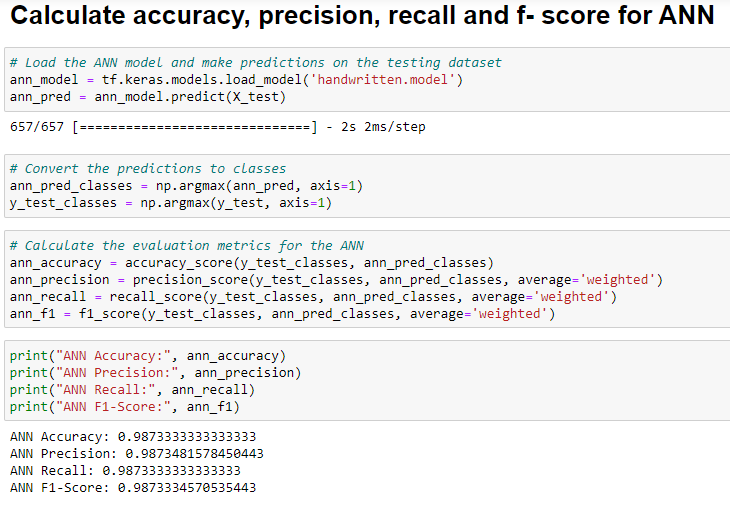 Calculate accuracy, precision, recall and f- score for ANN
# Load the ANN model and make predictions on the testing dataset
ann_model = tf.keras.models.load_model('handwritten.model')
ann_pred = ann_model.predict(X_test)
657/657 [==============================] - 2s 2ms/step
# Convert the predictions to classes
ann_pred_classes = np.argmax(ann_pred, axis=1)
y_test_classes = np.argmax(y_test, axis=1)
# Calculate the evaluation metrics for the ANN
ann_accuracy = accuracy_score(y_test_classes, ann_pred_classes)
ann_precision = precision_score(y_test_classes, ann_pred_classes, average='weighted')
ann_recall = recall_score(y_test_classes, ann_pred_classes, average='weighted')
ann_f1 = f1_score(y_test_classes, ann_pred_classes, average='weighted')
print("ANN Accuracy:", ann_accuracy)
print("ANN Precision:", ann_precision)
print("ANN Recall:", ann_recall)
print("ANN F1-Score:", ann_f1)
ANN Accuracy: 0.9873333333333333
ANN Precision: 0.9873481578450443
ANN Recall: 0.9873333333333333
ANN F1-Score: 0.9873334570535443